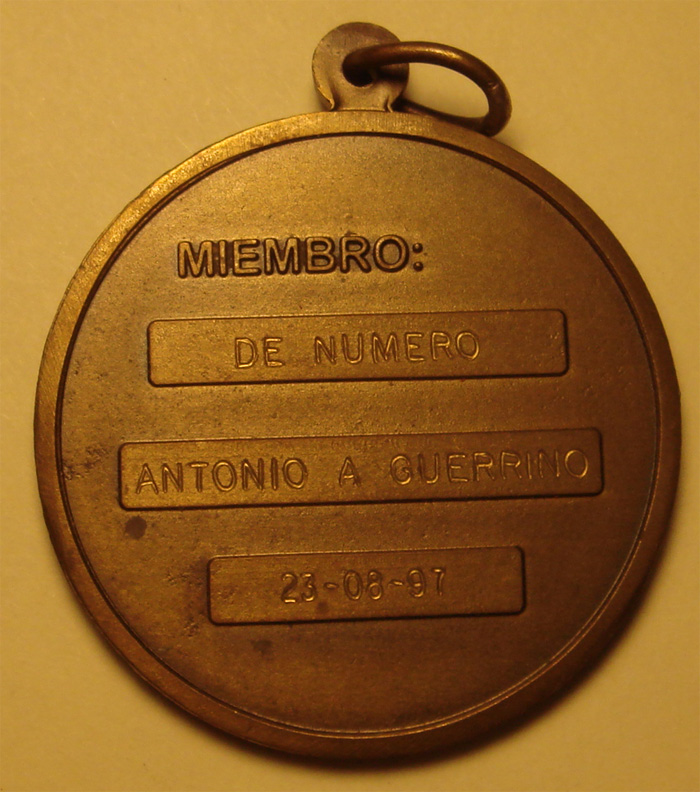 MIEMBRO:
DE NUMERO
ANTONIO A GUERRINO
23-08-97